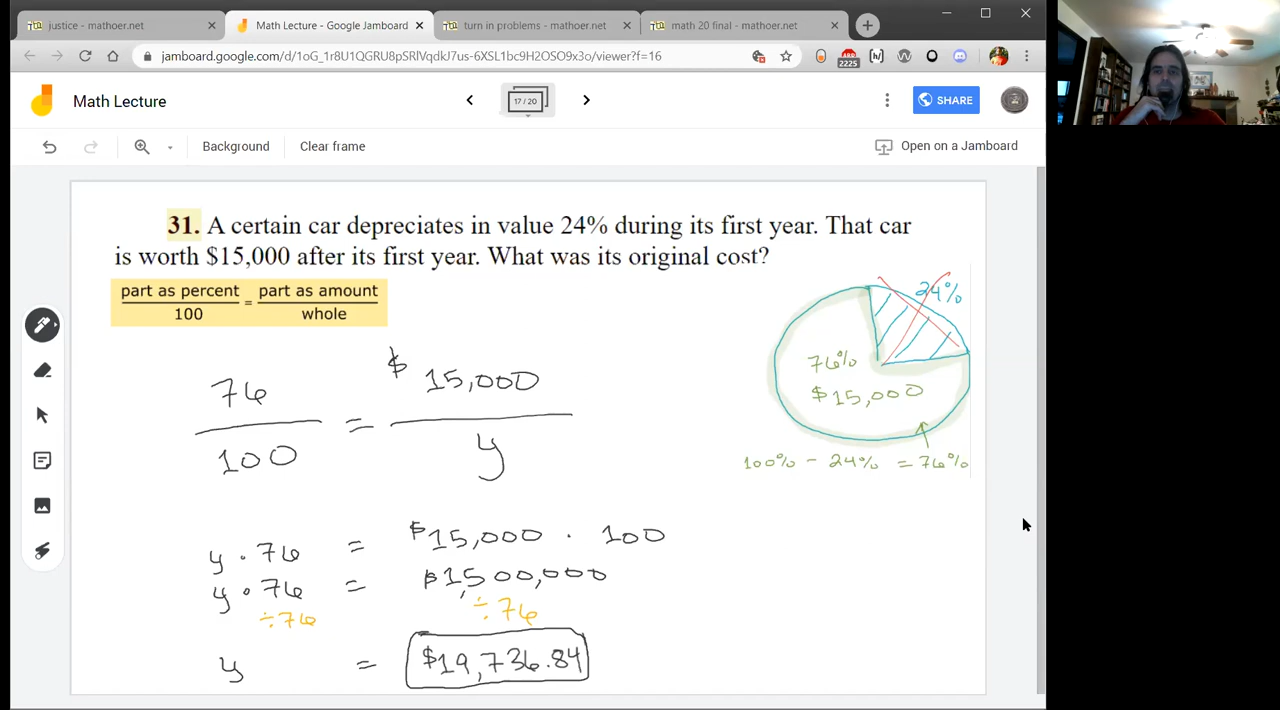 justice - mathoer.net
Math Lecture - Google Jamboard
turn in problems - mathoer.net
math 20 final - mathoer.net
jamboard.google.com/d/1oG_1r8U1QGRU8pSRlVqdkJ7us-6XSL1bc9H2OSO9x3o/viewer?f=16
2225
Math Lecture
17 / 20
SHARE
Background
Clear frame
Open on a Jamboard
31. A certain car depreciates in value 24% during its first year. That car
is worth $15,000 after its first year. What was its original cost?
part as percent
100
=
part as amount
whole
76
100
=
$ 15,000
y
24%
76%
$15,000
100% - 24% = 76%
y · 76 = $15,000 · 100
y · 76 = $1,500,000
÷76 ÷76
y = $19,736.84